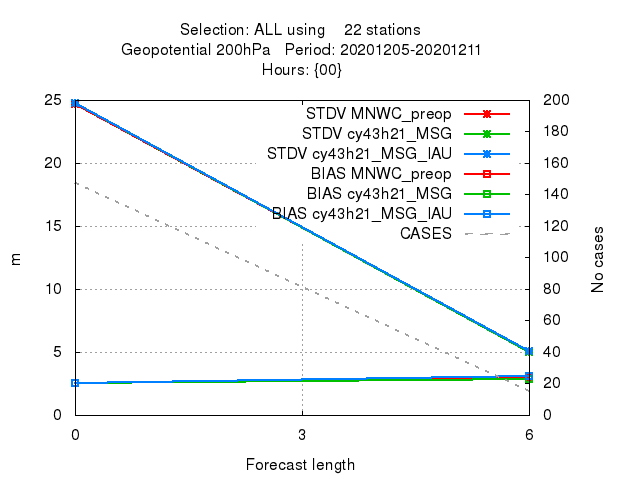 Selection: ALL using    22 stations
Geopotential 200hPa   Period: 20201205-20201211
Hours: {00}
25
20
15
10
5
0
200
180
160
140
120
100
80
60
40
20
0
m
No cases
STDV MNWC_preop
STDV cy43h21_MSG
STDV cy43h21_MSG_IAU
BIAS MNWC_preop
BIAS cy43h21_MSG
BIAS cy43h21_MSG_IAU
CASES
0 3 6
Forecast length